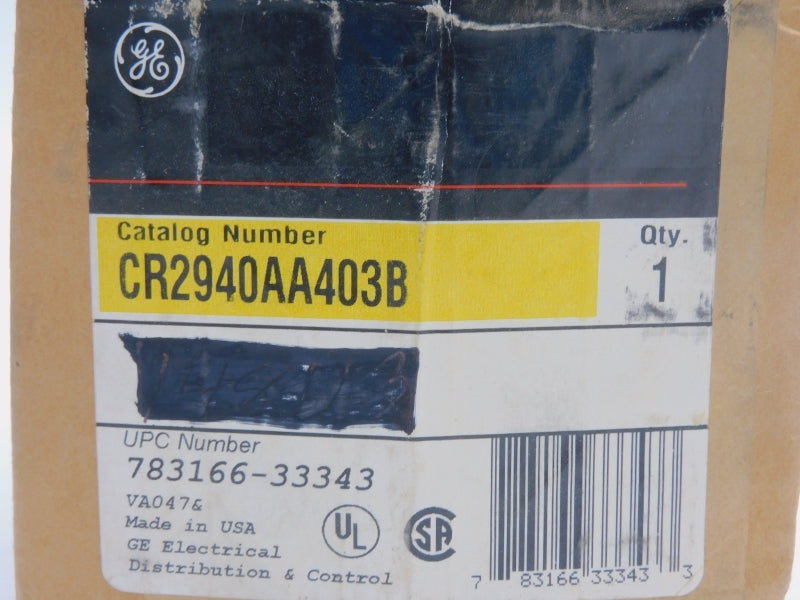 GE
Catalog Number
Qty.
CR2940AA403B
1
UPC Number
783166-33343
VA047&
Made in USA
GE Electrical
Distribution & Control
UL
SA
7 83166 33343 3